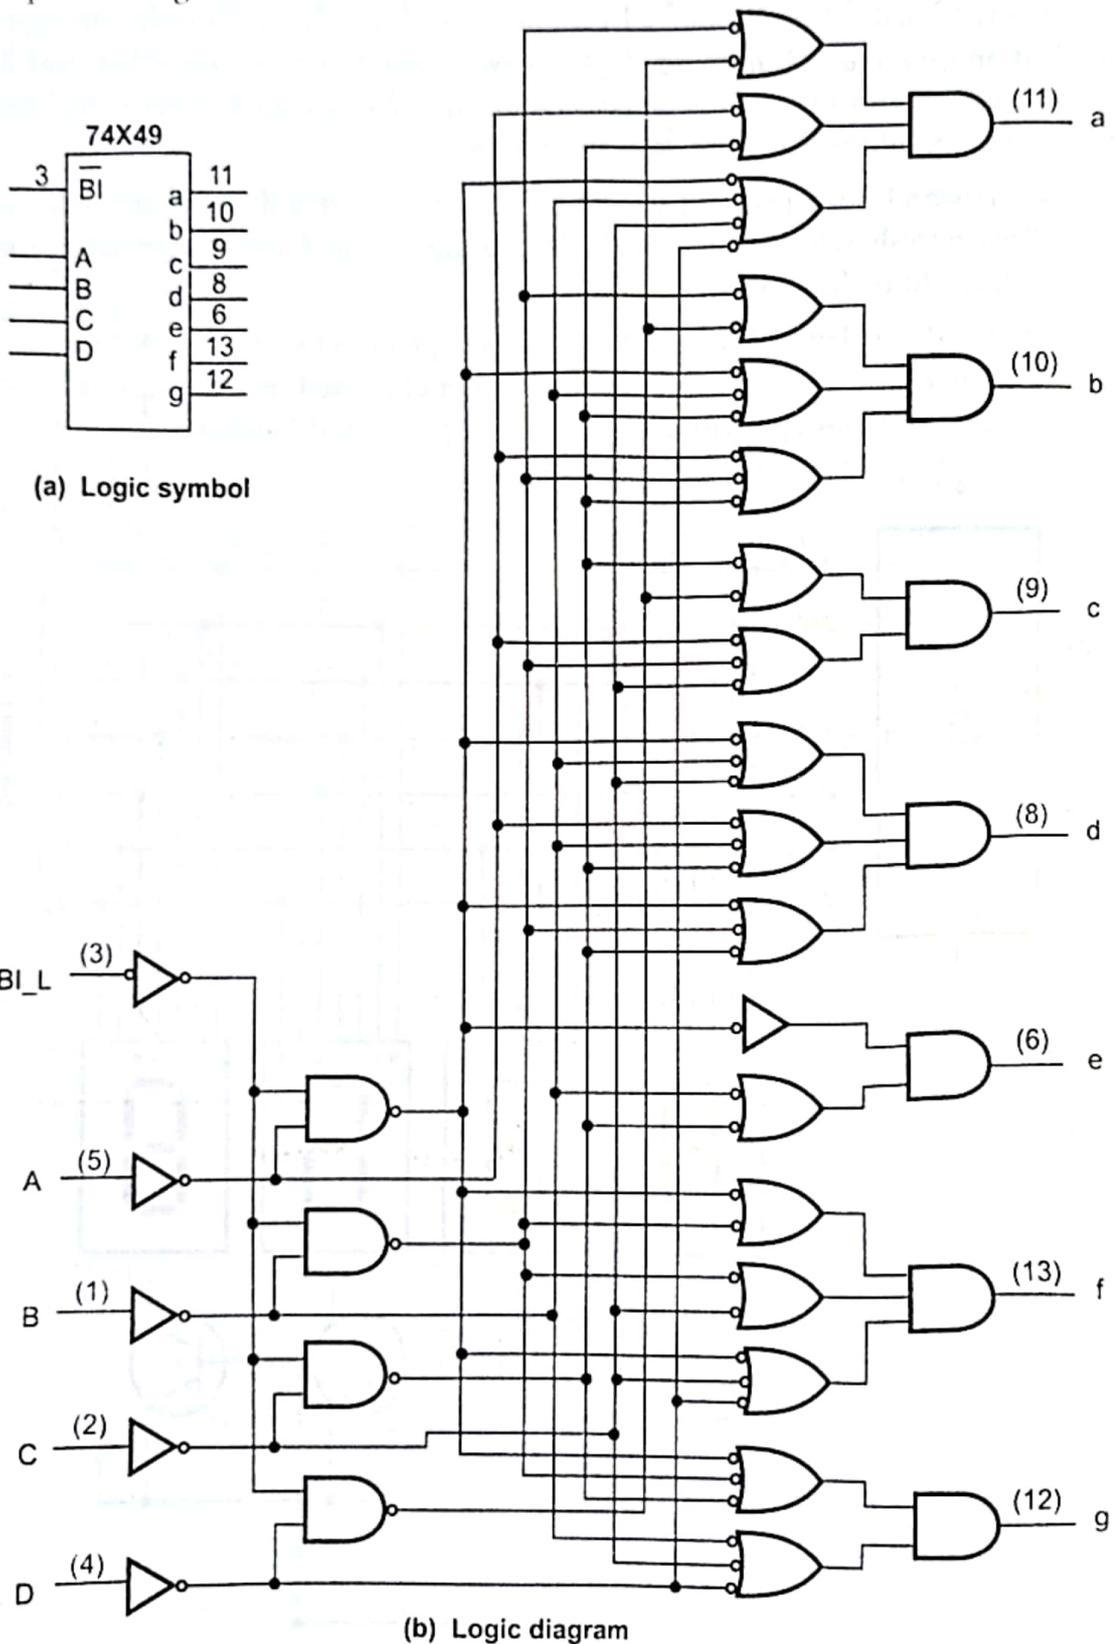 74X49
3 BI a 11
b 10
A c 9
B d 8
C e 6
D f 13
g 12
(a) Logic symbol
(11) a
(10) b
(9) c
(8) d
BI_L (3)
(6) e
A (5)
(13) f
B (1)
C (2)
(12) g
D (4)
(b) Logic diagram